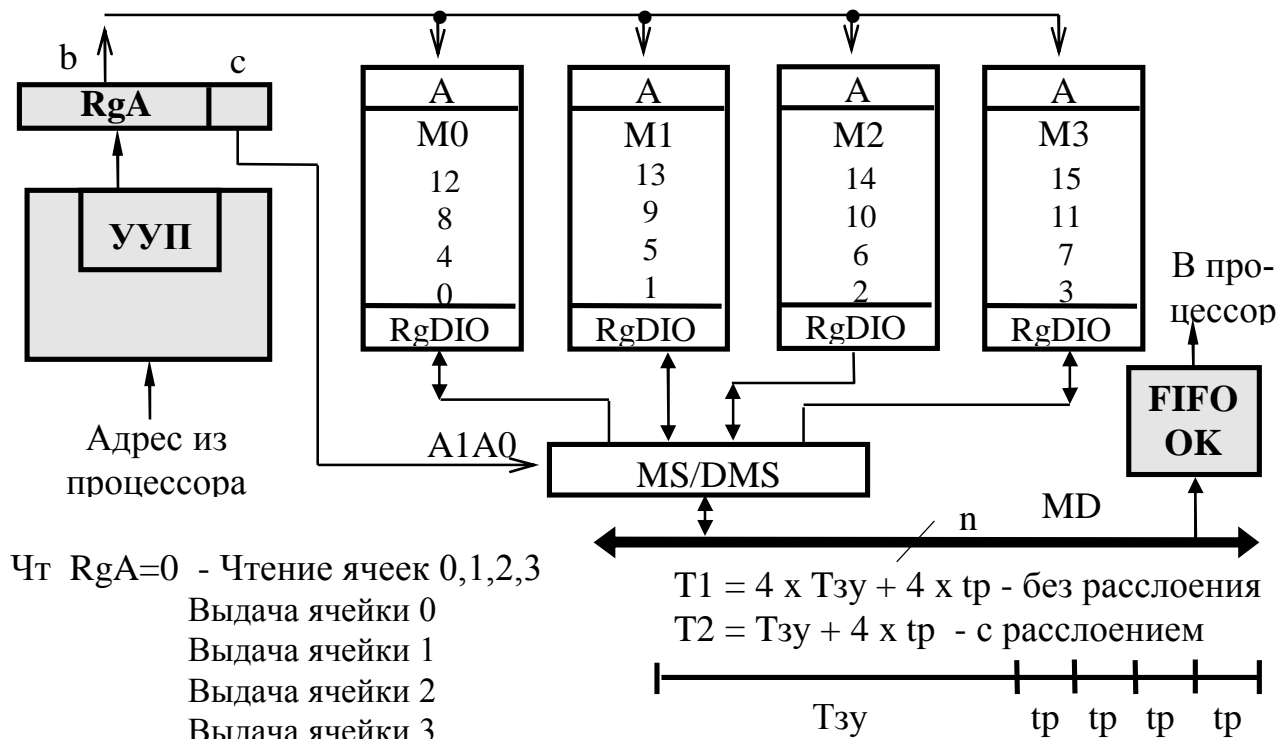 b
c
RgA
УУП
Адрес из
процессора
A
M0
12
8
4
0
RgDIO
A
M1
13
9
5
1
RgDIO
A
M2
14
10
6
2
RgDIO
A
M3
15
11
7
3
RgDIO
В про-
цессор
FIFO
OK
A1A0
MS/DMS
n
MD
Чт RgA=0 - Чтение ячеек 0,1,2,3
Выдача ячейки 0
Выдача ячейки 1
Выдача ячейки 2
Выдача ячейки 3
T1 = 4 x Тзу + 4 x tp - без расслоения
T2 = Тзу + 4 x tp - с расслоением
Тзу tp tp tp tp